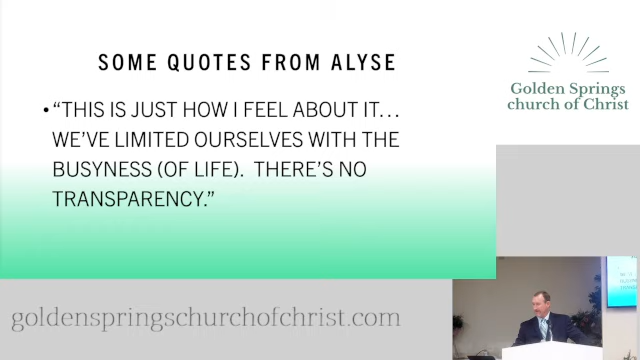 SOME QUOTES FROM ALYSE
• “THIS IS JUST HOW I FEEL ABOUT IT…
WE’VE LIMITED OURSELVES WITH THE
BUSYNESS (OF LIFE).  THERE’S NO
TRANSPARENCY.”
Golden Springs
church of Christ
goldenspringschurchofchrist.com